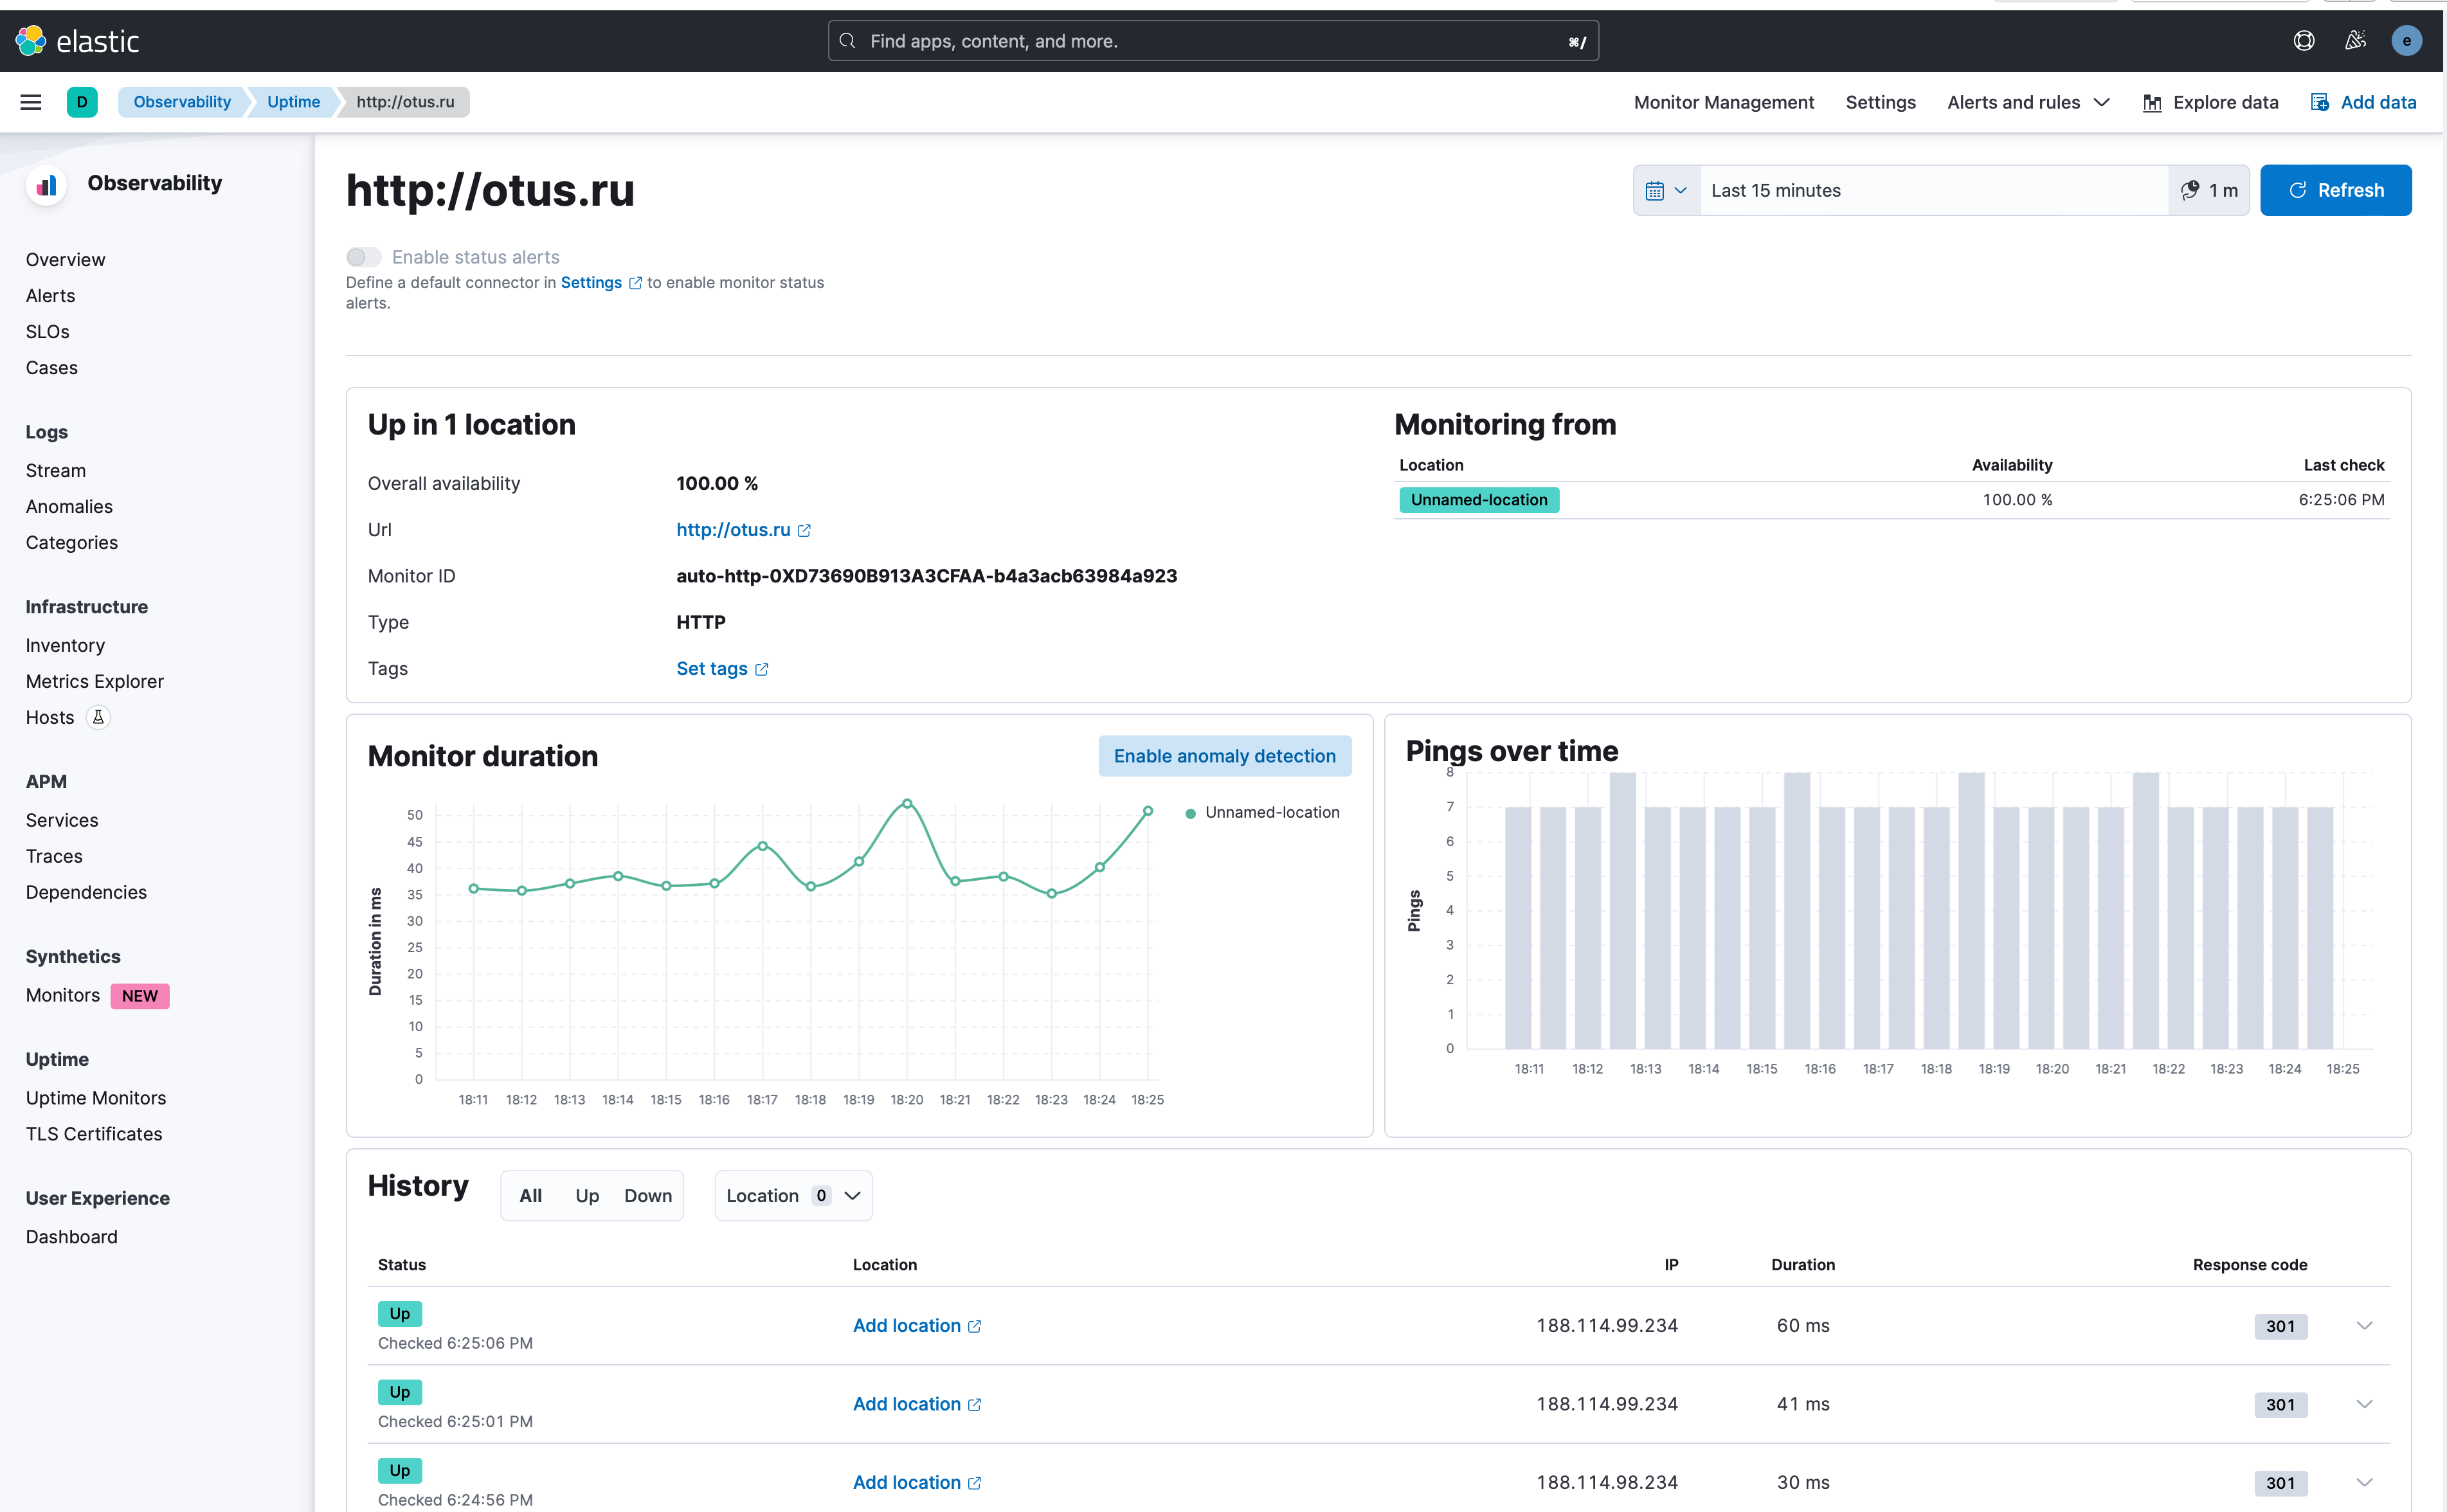 elastic
Find apps, content, and more.
⌘/
e
D
Observability
Uptime
http://otus.ru
Monitor Management
Settings
Alerts and rules
Explore data
Add data
Observability
Overview
Alerts
SLOs
Cases
Logs
Stream
Anomalies
Categories
Infrastructure
Inventory
Metrics Explorer
Hosts
APM
Services
Traces
Dependencies
Synthetics
Monitors NEW
Uptime
Uptime Monitors
TLS Certificates
User Experience
Dashboard
http://otus.ru
Last 15 minutes
1 m
Refresh
Enable status alerts
Define a default connector in Settings to enable monitor status
alerts.
Up in 1 location
Overall availability 100.00 %
Url http://otus.ru
Monitor ID auto-http-0XD73690B913A3CFAA-b4a3acb63984a923
Type HTTP
Tags Set tags
Monitoring from
Location Availability Last check
Unnamed-location 100.00 % 6:25:06 PM
Monitor duration
Enable anomaly detection
Unnamed-location
Duration in ms
50
45
40
35
30
25
20
15
10
5
0
18:11 18:12 18:13 18:14 18:15 18:16 18:17 18:18 18:19 18:20 18:21 18:22 18:23 18:24 18:25
Pings over time
Pings
8
7
6
5
4
3
2
1
0
18:11 18:12 18:13 18:14 18:15 18:16 18:17 18:18 18:19 18:20 18:21 18:22 18:23 18:24 18:25
History
All Up Down
Location 0
Status Location IP Duration Response code
Up
Checked 6:25:06 PM
Add location 188.114.99.234 60 ms 301
Up
Checked 6:25:01 PM
Add location 188.114.99.234 41 ms 301
Up
Checked 6:24:56 PM
Add location 188.114.98.234 30 ms 301